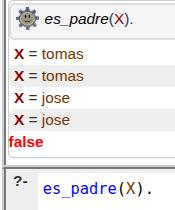 es_padre(X).
X = tomas
X = tomas
X = jose
X = jose
false
?- es_padre(X).